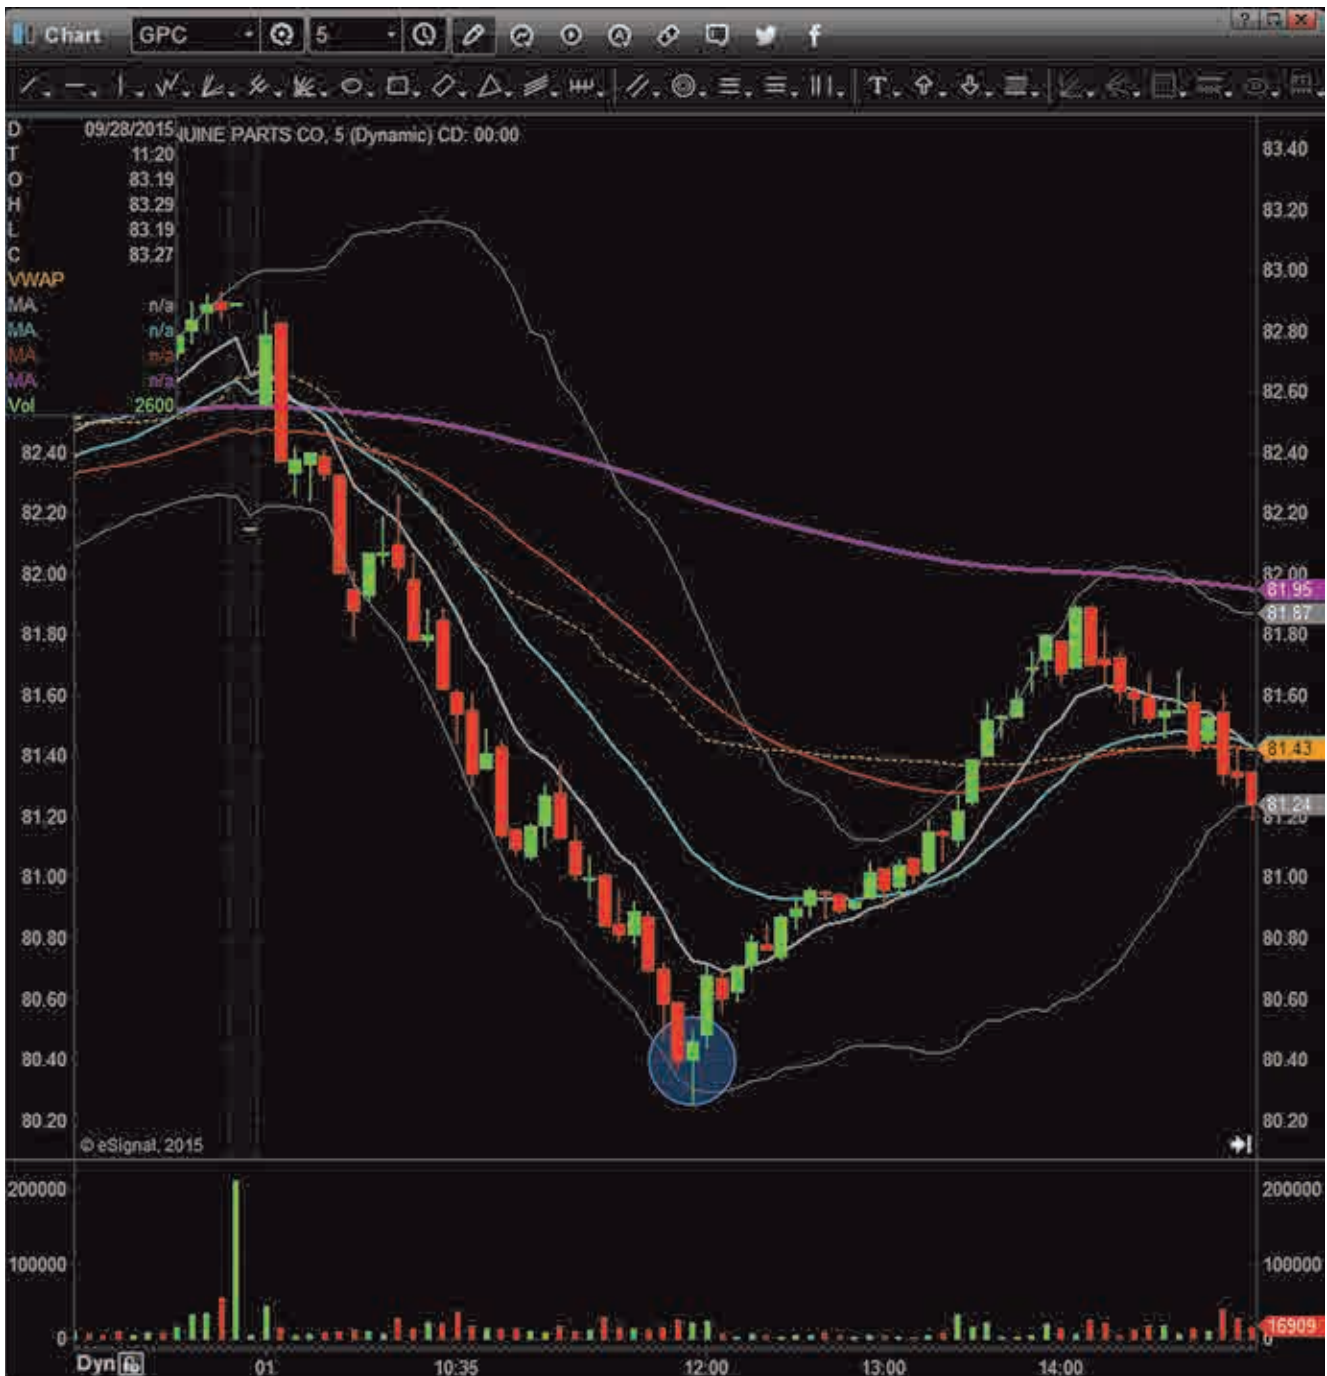 Chart GPC 5
D 09/28/2015 NUINE PARTS CO, 5 (Dynamic) CD: 00:00
T 11:20
O 83.19
H 83.29
L 83.19
C 83.27
VWAP
MA n/a
MA n/a
MA n/a
MA n/a
Vol 2600
83.40
83.20
83.00
82.80
82.60
82.40 82.40
82.20 82.20
82.00 82.00
81.95
81.87
81.80 81.80
81.60 81.60
81.40 81.43
81.24
81.20 81.20
81.00 81.00
80.80 80.80
80.60 80.60
80.40 80.40
80.20 80.20
© eSignal, 2015
200000 200000
100000 100000
16909
0 0
Dyn 01 10:35 12:00 13:00 14:00